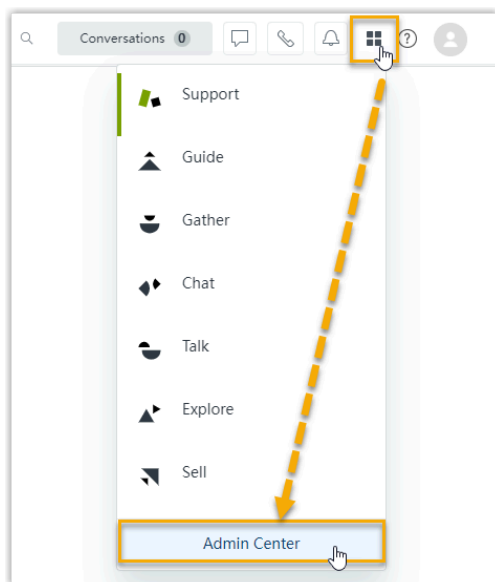 Conversations 0
Support
Guide
Gather
Chat
Talk
Explore
Sell
Admin Center